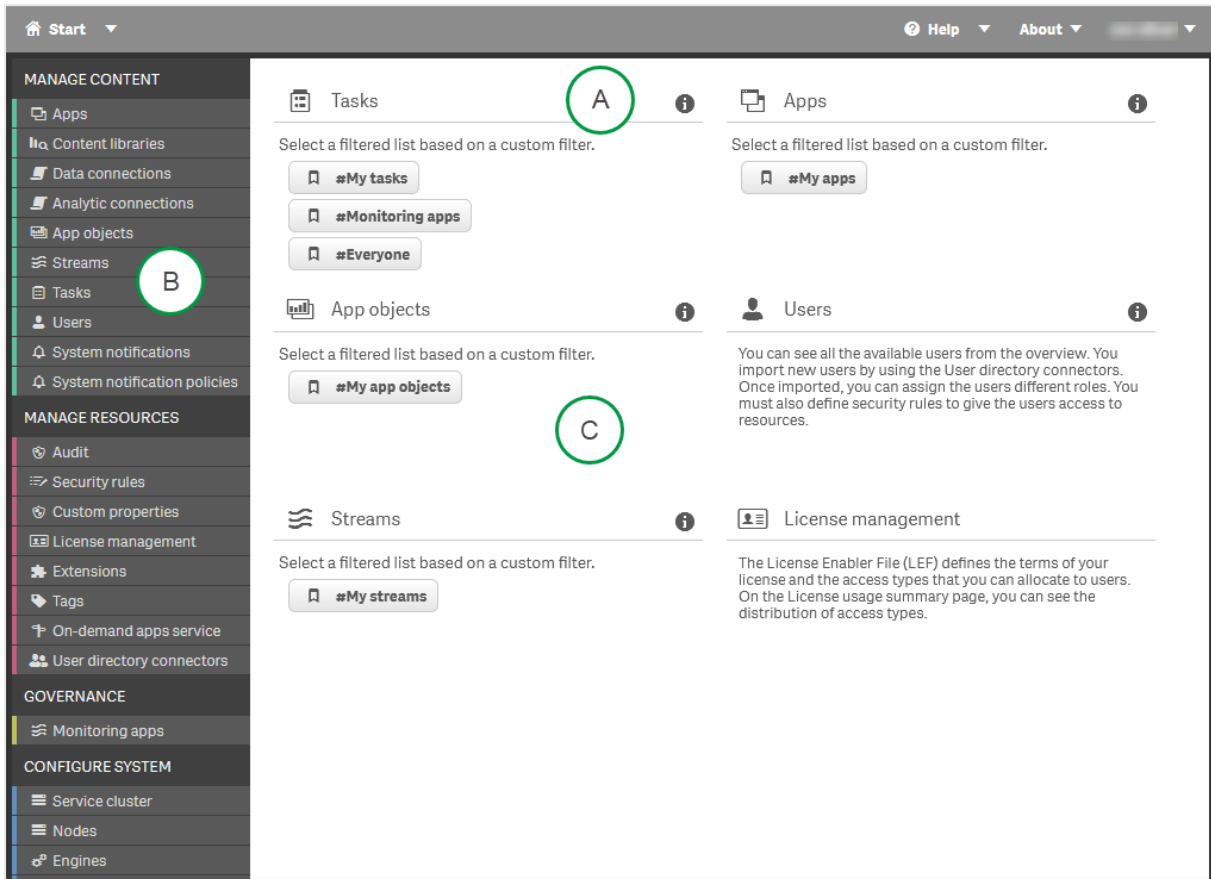 Start
Help
About
MANAGE CONTENT
Apps
Content libraries
Data connections
Analytic connections
App objects
Streams
Tasks
Users
System notifications
System notification policies
MANAGE RESOURCES
Audit
Security rules
Custom properties
License management
Extensions
Tags
On-demand apps service
User directory connectors
GOVERNANCE
Monitoring apps
CONFIGURE SYSTEM
Service cluster
Nodes
Engines
B
Tasks
A
Select a filtered list based on a custom filter.
#My tasks
#Monitoring apps
#Everyone
Apps
Select a filtered list based on a custom filter.
#My apps
App objects
Select a filtered list based on a custom filter.
#My app objects
C
Users
You can see all the available users from the overview. You
import new users by using the User directory connectors.
Once imported, you can assign the users different roles. You
must also define security rules to give the users access to
resources.
Streams
Select a filtered list based on a custom filter.
#My streams
License management
The License Enabler File (LEF) defines the terms of your
license and the access types that you can allocate to users.
On the License usage summary page, you can see the
distribution of access types.